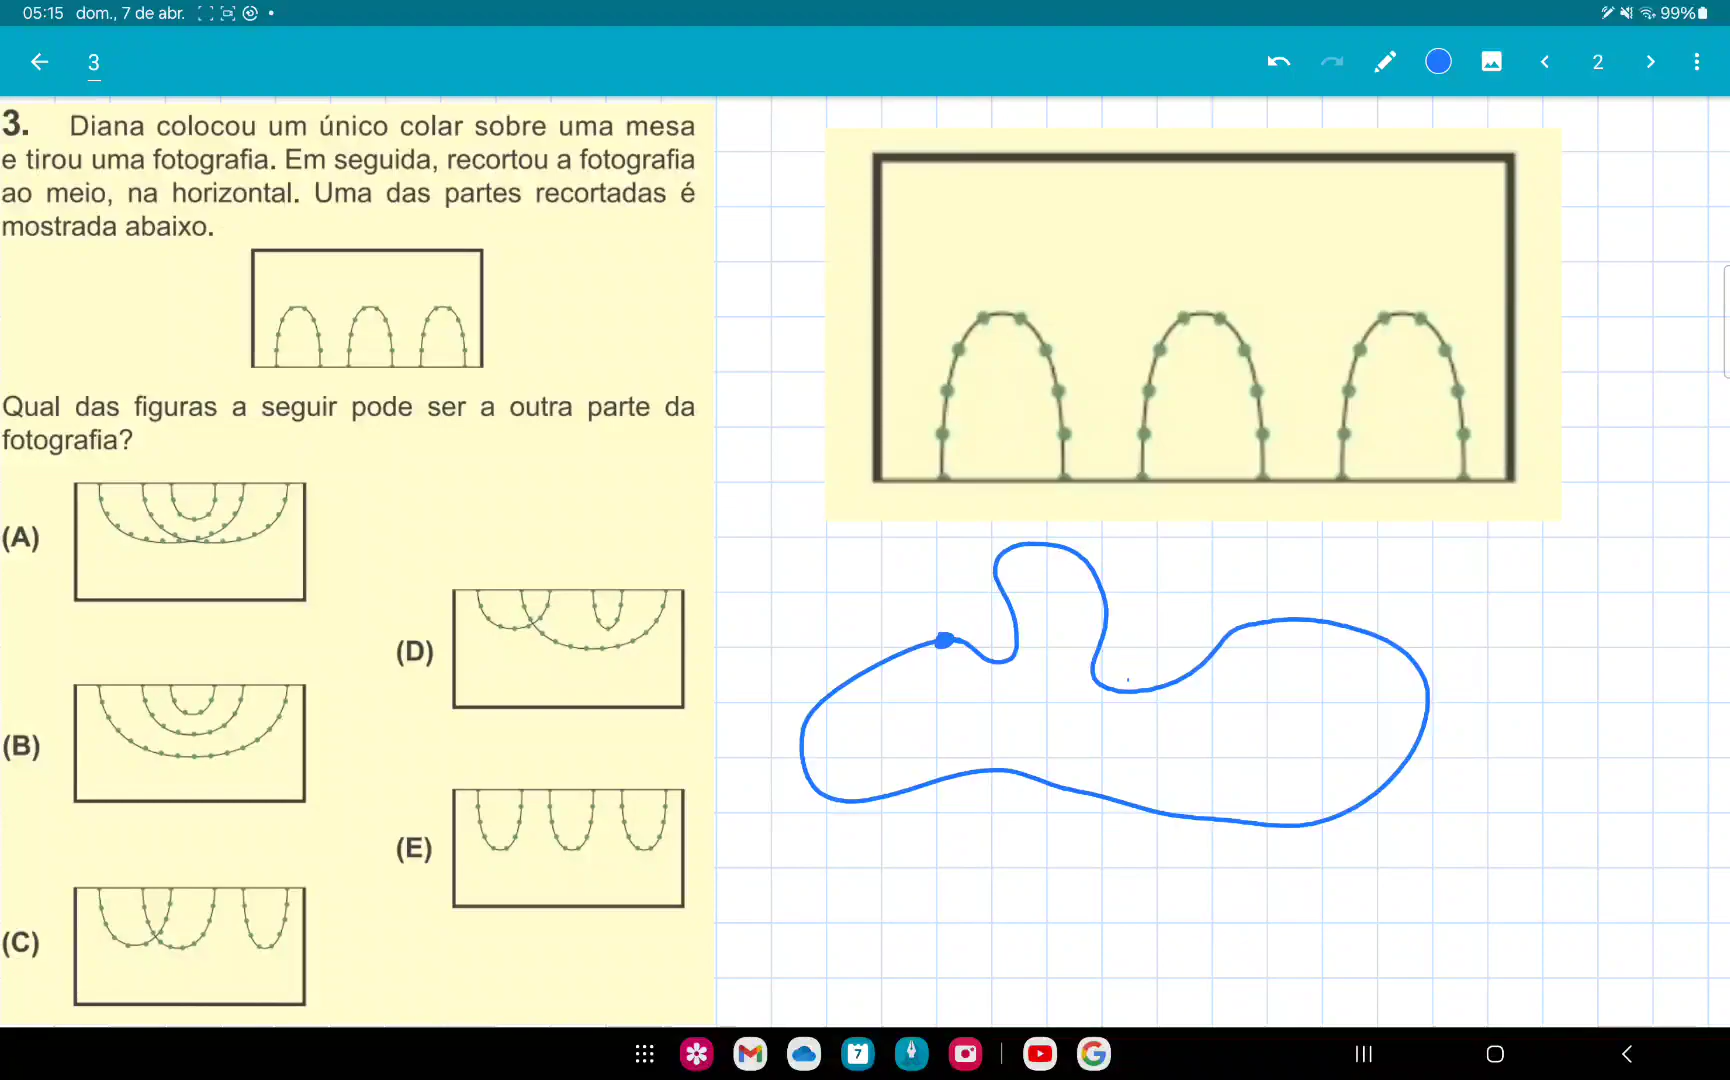 05:15 dom., 7 de abr.
99%
3
2
3. Diana colocou um único colar sobre uma mesa
e tirou uma fotografia. Em seguida, recortou a fotografia
ao meio, na horizontal. Uma das partes recortadas é
mostrada abaixo.
Qual das figuras a seguir pode ser a outra parte da
fotografia?
(A)
(B)
(C)
(D)
(E)
7